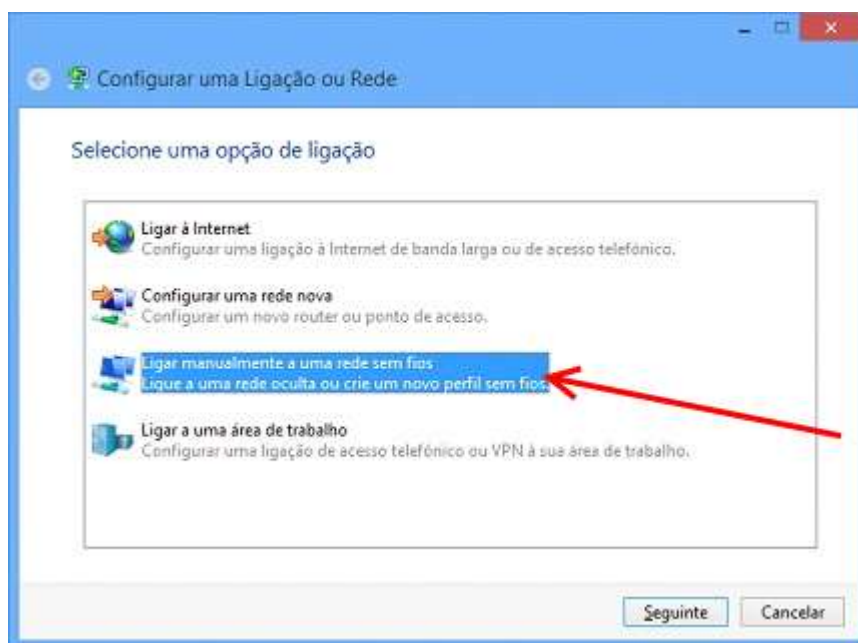 Configurar uma Ligação ou Rede
Selecione uma opção de ligação
Ligar à Internet
Configurar uma ligação à Internet de banda larga ou de acesso telefónico.
Configurar uma rede nova
Configurar um novo router ou ponto de acesso.
Ligar manualmente a uma rede sem fios
Ligue a uma rede oculta ou crie um novo perfil sem fios.
Ligar a uma área de trabalho
Configurar uma ligação de acesso telefónico ou VPN à sua área de trabalho.
Seguinte
Cancelar